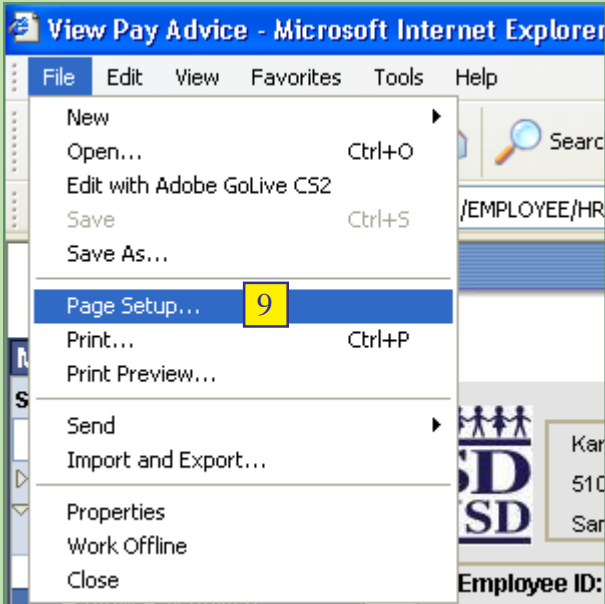 View Pay Advice - Microsoft Internet Explorer
File Edit View Favorites Tools Help
New
Open... Ctrl+O
Edit with Adobe GoLive CS2
Save Ctrl+S
Save As...
Page Setup... 9
Print... Ctrl+P
Print Preview...
Send
Import and Export...
Properties
Work Offline
Close
Searc
/EMPLOYEE/HR
SD
SD
Kar
510
Sar
Employee ID: